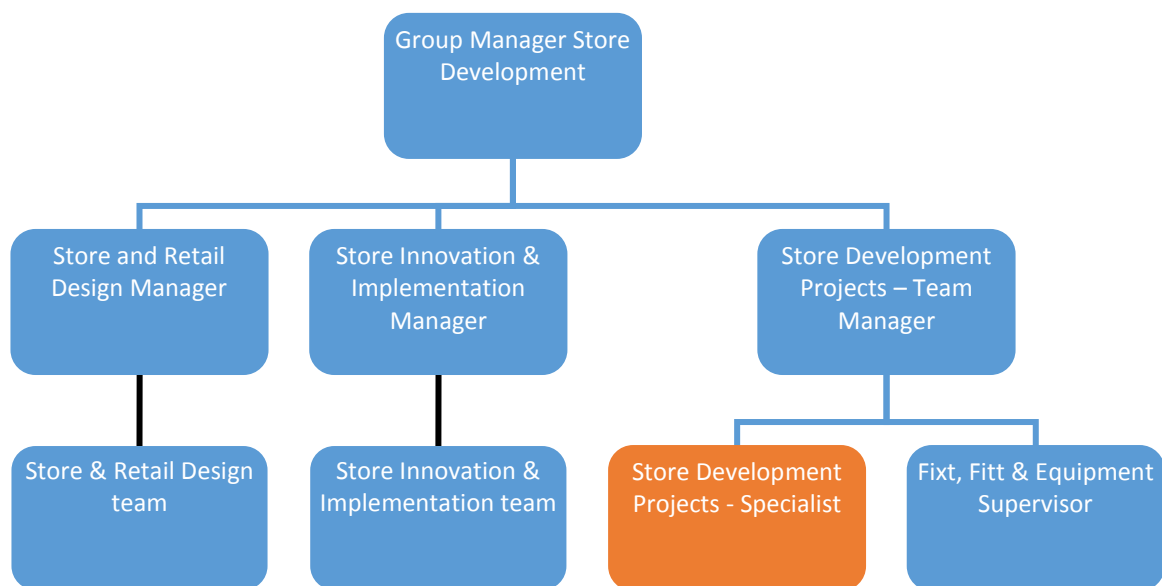 Group Manager Store
Development
Store and Retail
Design Manager
Store Innovation &
Implementation
Manager
Store Development
Projects – Team
Manager
Store & Retail Design
team
Store Innovation &
Implementation team
Store Development
Projects - Specialist
Fixt, Fitt & Equipment
Supervisor